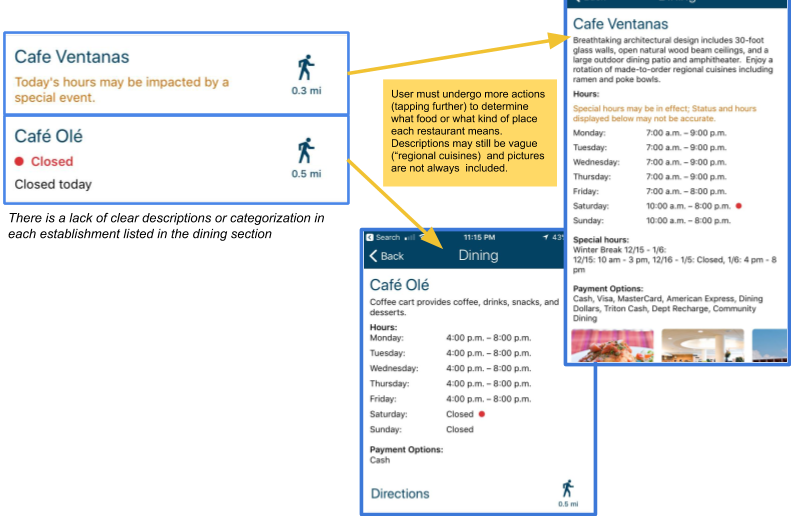 Cafe Ventanas
Today's hours may be impacted by a
special event.
0.3 mi
Café Olé
Closed
Closed today
0.5 mi
There is a lack of clear descriptions or categorization in
each establishment listed in the dining section
User must undergo more actions
(tapping further) to determine
what food or what kind of place
each restaurant means.
Descriptions may still be vague
(“regional cuisines) and pictures
are not always included.
Search
11:15 PM
Back
Dining
Café Olé
Coffee cart provides coffee, drinks, snacks, and
desserts.
Hours:
Monday: 4:00 p.m. – 8:00 p.m.
Tuesday: 4:00 p.m. – 8:00 p.m.
Wednesday: 4:00 p.m. – 8:00 p.m.
Thursday: 4:00 p.m. – 8:00 p.m.
Friday: 4:00 p.m. – 8:00 p.m.
Saturday: Closed
Sunday: Closed
Payment Options:
Cash
Directions
0.5 mi
Cafe Ventanas
Breathtaking architectural design includes 30-foot
glass walls, open natural wood beam ceilings, and a
large outdoor dining patio and amphitheater. Enjoy a
rotation of made-to-order regional cuisines including
ramen and poke bowls.
Hours:
Special hours may be in effect; Status and hours
displayed below may not be accurate.
Monday: 7:00 a.m. – 9:00 p.m.
Tuesday: 7:00 a.m. – 9:00 p.m.
Wednesday: 7:00 a.m. – 9:00 p.m.
Thursday: 7:00 a.m. – 9:00 p.m.
Friday: 7:00 a.m. – 8:00 p.m.
Saturday: 10:00 a.m. – 8:00 p.m.
Sunday: 10:00 a.m. – 8:00 p.m.
Special hours:
Winter Break 12/15 - 1/6:
12/15: 10 am - 3 pm, 12/16 - 1/5: Closed, 1/6: 4 pm - 8
pm
Payment Options:
Cash, Visa, MasterCard, American Express, Dining
Dollars, Triton Cash, Dept Recharge, Community
Dining